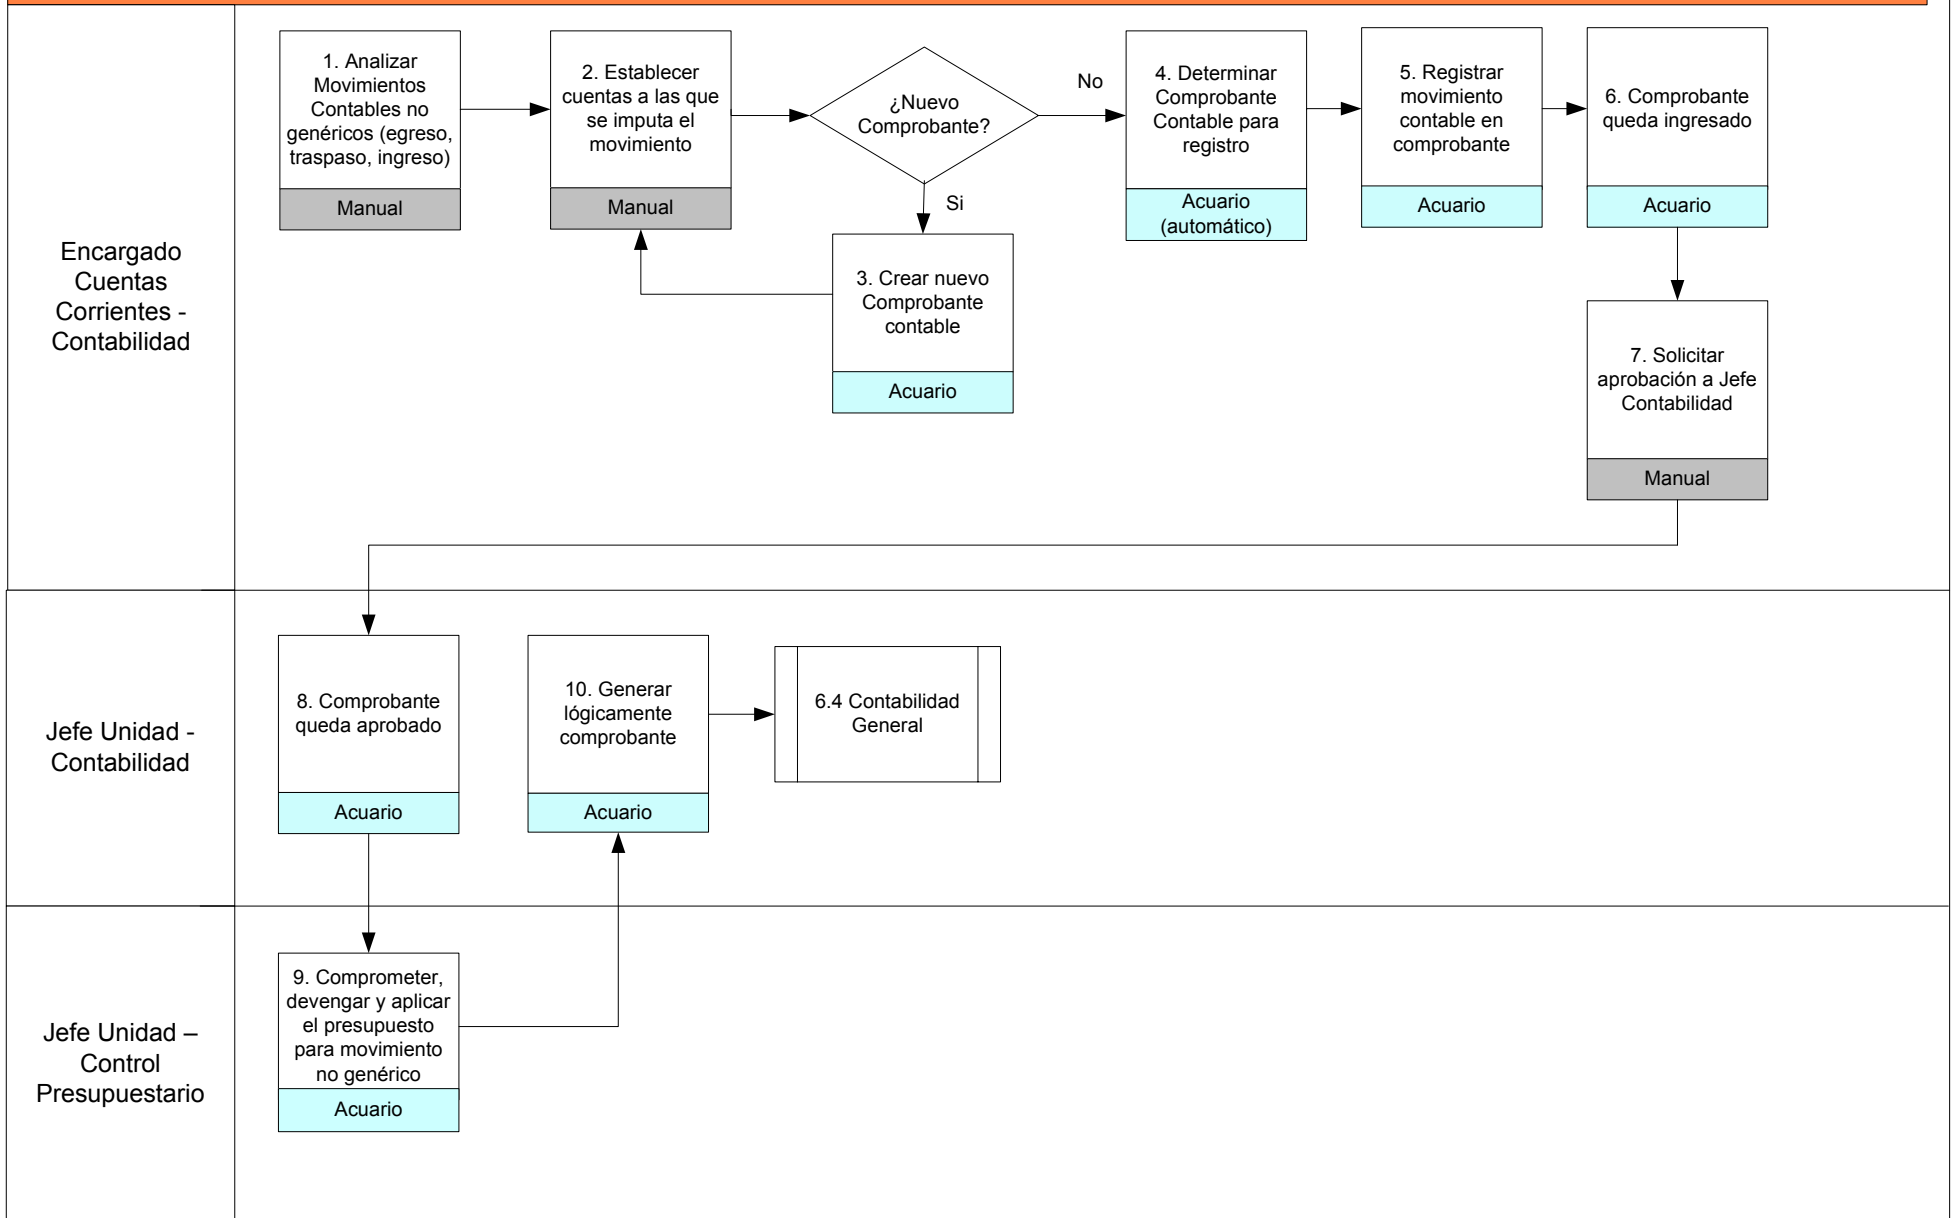 Encargado
Cuentas
Corrientes -
Contabilidad
1. Analizar
Movimientos
Contables no
genéricos (egreso,
traspaso, ingreso)
Manual
2. Establecer
cuentas a las que
se imputa el
movimiento
Manual
¿Nuevo
Comprobante?
No
Si
3. Crear nuevo
Comprobante
contable
Acuario
4. Determinar
Comprobante
Contable para
registro
Acuario
(automático)
5. Registrar
movimiento
contable en
comprobante
Acuario
6. Comprobante
queda ingresado
Acuario
7. Solicitar
aprobación a Jefe
Contabilidad
Manual
Jefe Unidad -
Contabilidad
8. Comprobante
queda aprobado
Acuario
10. Generar
lógicamente
comprobante
Acuario
6.4 Contabilidad
General
Jefe Unidad –
Control
Presupuestario
9. Comprometer,
devengar y aplicar
el presupuesto
para movimiento
no genérico
Acuario